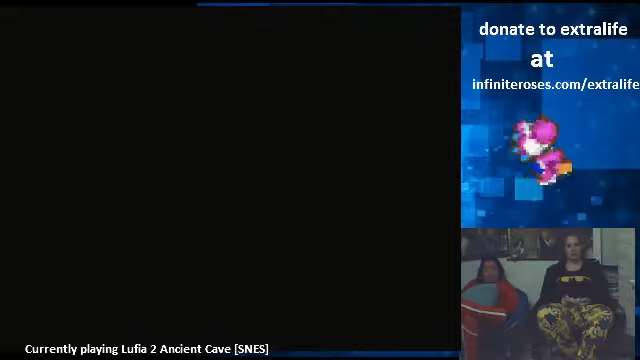 donate to extralife
at
infiniteroses.com/extralife
Currently playing Lufia 2 Ancient Cave [SNES]